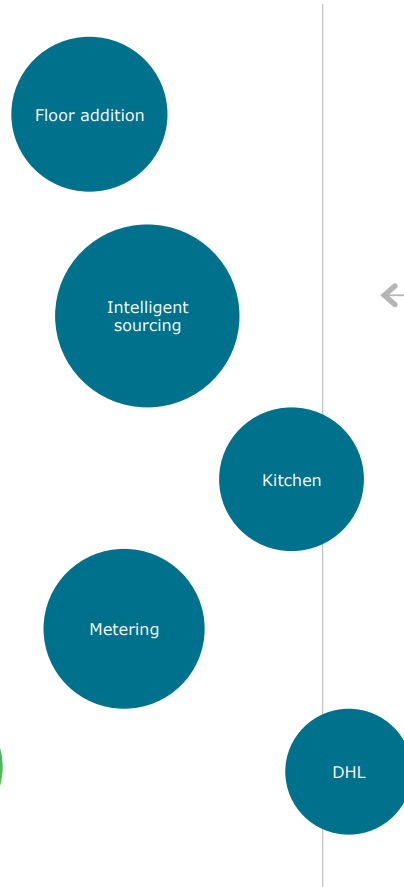 Floor addition
Intelligent
sourcing
Kitchen
Metering
DHL